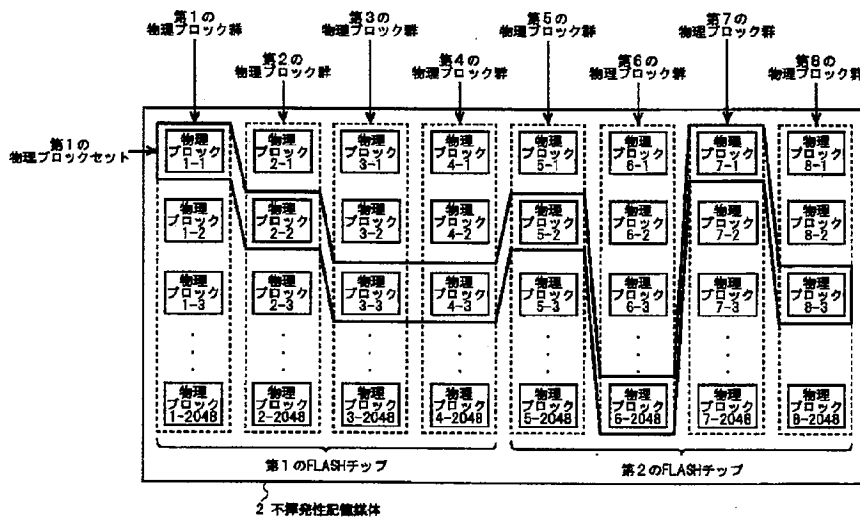 第1の
物理ブロック群
第2の
物理ブロック群
第3の
物理ブロック群
第4の
物理ブロック群
第5の
物理ブロック群
第6の
物理ブロック群
第7の
物理ブロック群
第8の
物理ブロック群
第1の
物理ブロックセット
物理
ブロック
1-1
物理
ブロック
2-1
物理
ブロック
3-1
物理
ブロック
4-1
物理
ブロック
5-1
物理
ブロック
6-1
物理
ブロック
7-1
物理
ブロック
8-1
物理
ブロック
1-2
物理
ブロック
2-2
物理
ブロック
3-2
物理
ブロック
4-2
物理
ブロック
5-2
物理
ブロック
6-2
物理
ブロック
7-2
物理
ブロック
8-2
物理
ブロック
1-3
物理
ブロック
2-3
物理
ブロック
3-3
物理
ブロック
4-3
物理
ブロック
5-3
物理
ブロック
6-3
物理
ブロック
7-3
物理
ブロック
8-3
物理
ブロック
1-2048
物理
ブロック
2-2048
物理
ブロック
3-2048
物理
ブロック
4-2048
物理
ブロック
5-2048
物理
ブロック
6-2048
物理
ブロック
7-2048
物理
ブロック
8-2048
第1のFLASHチップ
第2のFLASHチップ
2 不揮発性記憶媒体